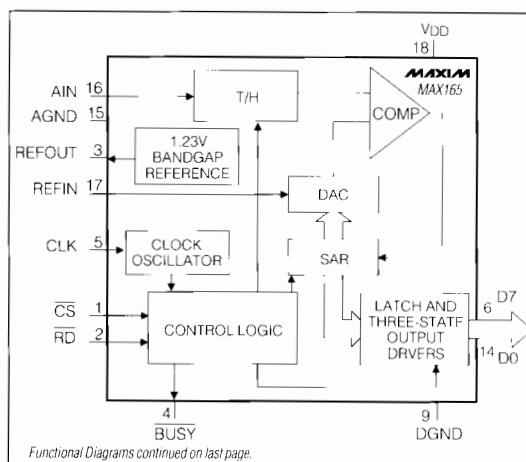 VDD
18
MAXIM
MAX165
AIN 16
AGND 15
T/H
COMP
REFOUT 3
1.23V
BANDGAP
REFERENCE
REFIN 17
DAC
CLK 5
CLOCK
OSCILLATOR
SAR
CS 1
RD 2
CONTROL LOGIC
LATCH AND
THREE-STATE
OUTPUT
DRVERS
6 D7
14 D0
4
BUSY
9
DGND
Functional Diagrams continued on last page.